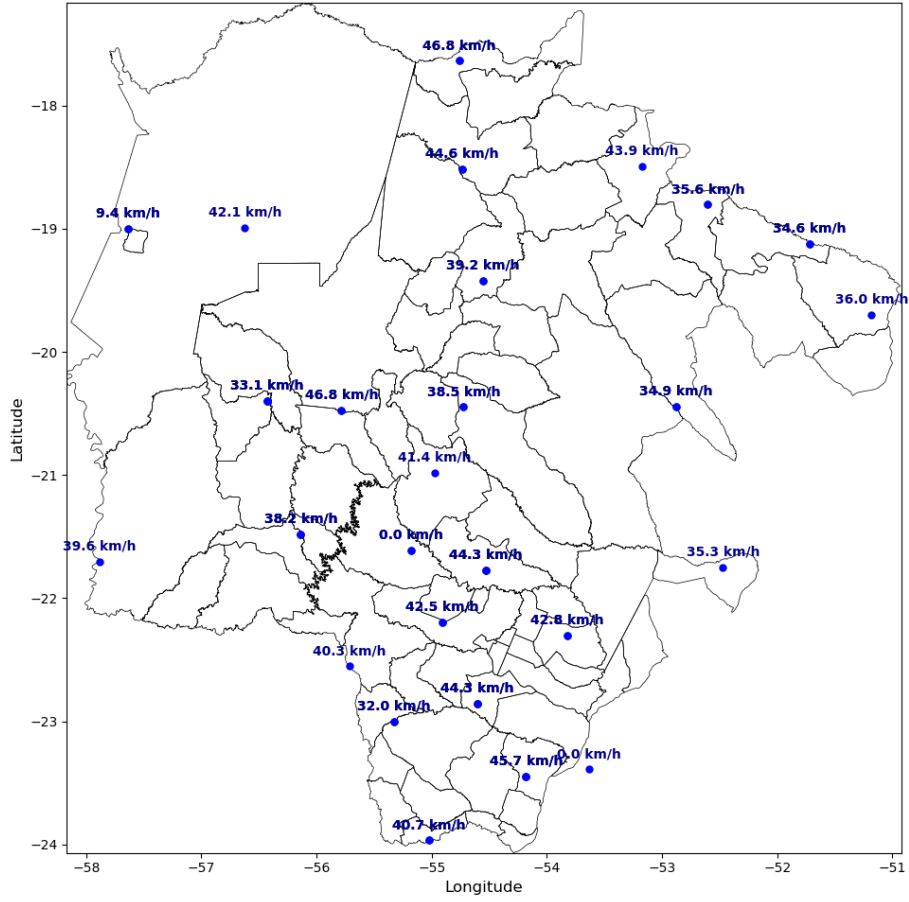 46.8 km/h
−18
44.6 km/h
43.9 km/h
35.6 km/h
9.4 km/h
42.1 km/h
34.6 km/h
−19
39.2 km/h
36.0 km/h
−20
33.1 km/h
46.8 km/h
38.5 km/h
34.9 km/h
Latitude
−21
41.4 km/h
38.2 km/h
39.6 km/h
0.0 km/h
44.3 km/h
35.3 km/h
−22
42.5 km/h
42.8 km/h
40.3 km/h
44.3 km/h
32.0 km/h
−23
45.7 km/h
0.0 km/h
40.7 km/h
−24
−58 −57 −56 −55 −54 −53 −52 −51
Longitude